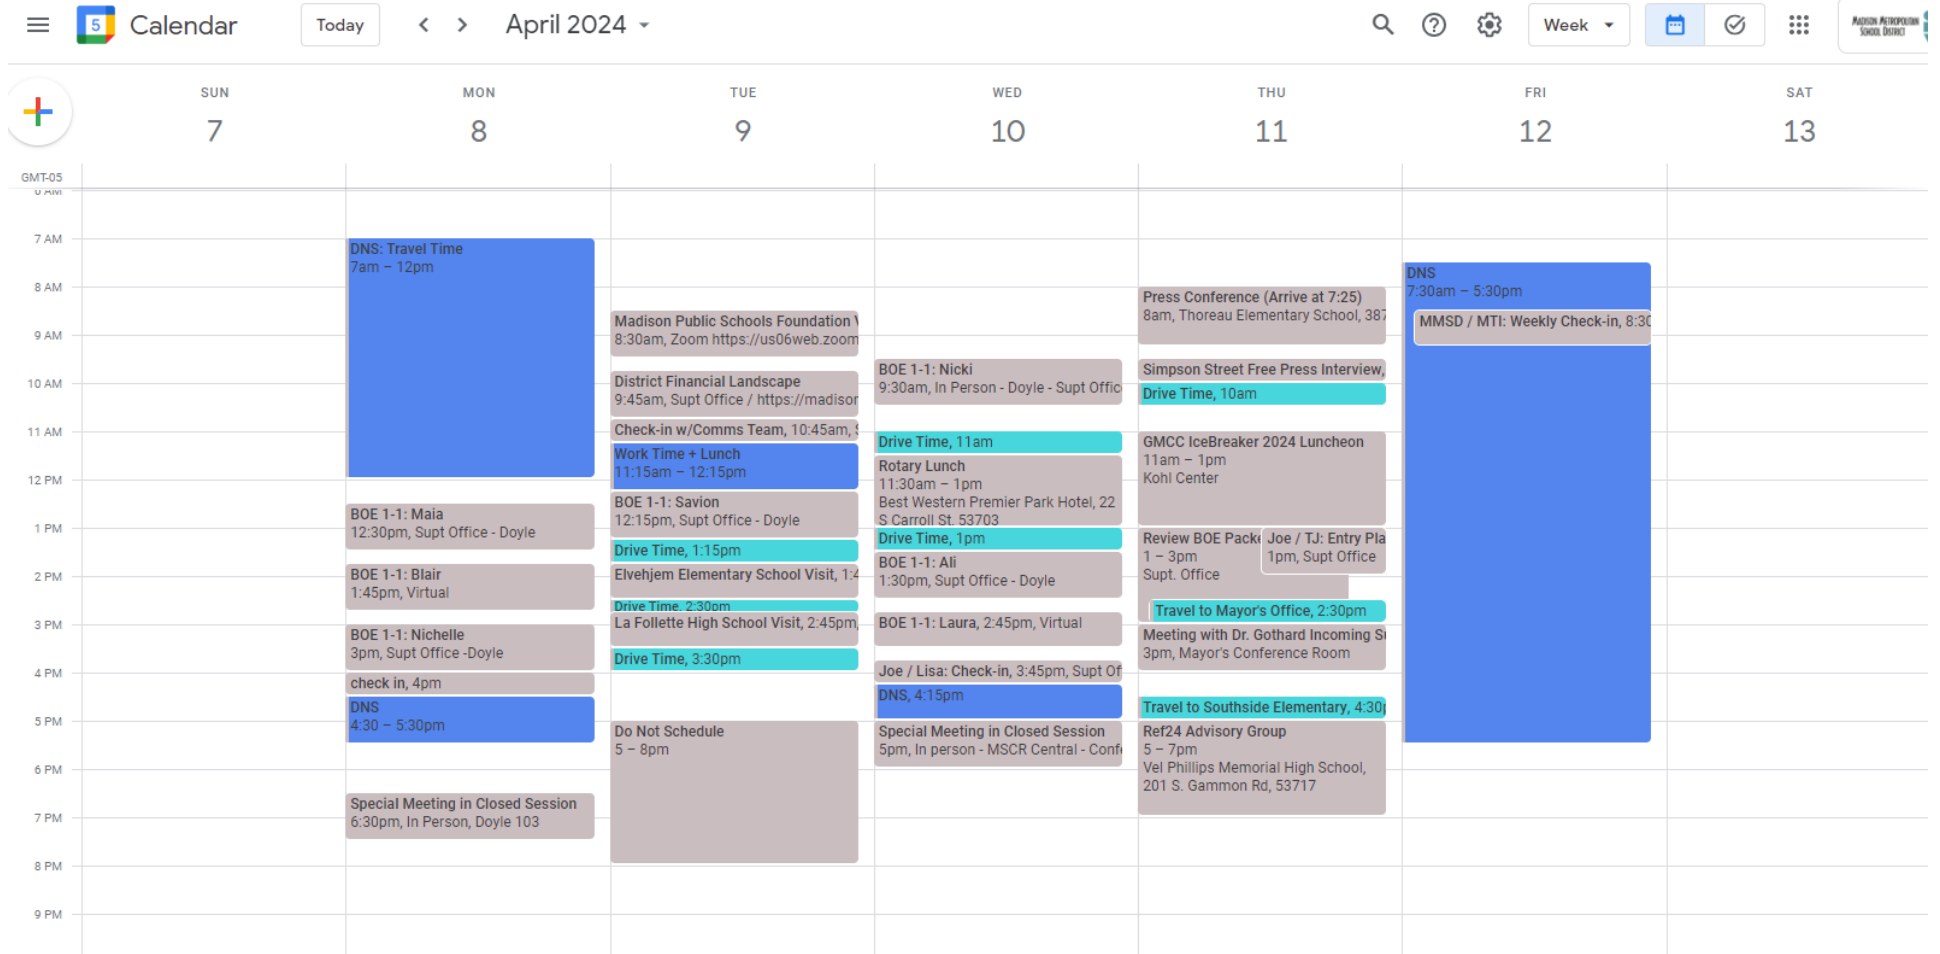 5
Calendar
Today
April 2024
Week
MADISON METROPOLITAN
SCHOOL DISTRICT
SUN
MON
TUE
WED
THU
FRI
SAT
7
8
9
10
11
12
13
GMT-05
6 AM
7 AM
8 AM
9 AM
10 AM
11 AM
12 PM
1 PM
2 PM
3 PM
4 PM
5 PM
6 PM
7 PM
8 PM
9 PM
DNS: Travel Time
7am – 12pm
BOE 1-1: Maia
12:30pm, Supt Office - Doyle
BOE 1-1: Blair
1:45pm, Virtual
BOE 1-1: Nichelle
3pm, Supt Office -Doyle
check in, 4pm
DNS
4:30 – 5:30pm
Special Meeting in Closed Session
6:30pm, In Person, Doyle 103
Madison Public Schools Foundation
8:30am, Zoom https://us06web.zoom
District Financial Landscape
9:45am, Supt Office / https://madison
Check-in w/Comms Team, 10:45am, S
Work Time + Lunch
11:15am – 12:15pm
BOE 1-1: Savion
12:15pm, Supt Office - Doyle
Drive Time, 1:15pm
Elvehjem Elementary School Visit, 1:4
Drive Time, 2:30pm
La Follette High School Visit, 2:45pm,
Drive Time, 3:30pm
Do Not Schedule
5 – 8pm
BOE 1-1: Nicki
9:30am, In Person - Doyle - Supt Offic
Drive Time, 11am
Rotary Lunch
11:30am – 1pm
Best Western Premier Park Hotel, 22
S Carroll St. 53703
Drive Time, 1pm
BOE 1-1: Ali
1:30pm, Supt Office - Doyle
BOE 1-1: Laura, 2:45pm, Virtual
Joe / Lisa: Check-in, 3:45pm, Supt Of
DNS, 4:15pm
Special Meeting in Closed Session
5pm, In person - MSCR Central - Conf
Press Conference (Arrive at 7:25)
8am, Thoreau Elementary School, 387
Simpson Street Free Press Interview,
Drive Time, 10am
GMCC IceBreaker 2024 Luncheon
11am – 1pm
Kohl Center
Review BOE Packe
1 – 3pm
Supt. Office
Joe / TJ: Entry Pla
1pm, Supt Office
Travel to Mayor's Office, 2:30pm
Meeting with Dr. Gothard Incoming Su
3pm, Mayor's Conference Room
Travel to Southside Elementary, 4:30p
Ref24 Advisory Group
5 – 7pm
Vel Phillips Memorial High School,
201 S. Gammon Rd, 53717
DNS
7:30am – 5:30pm
MMSD / MTI: Weekly Check-in, 8:30